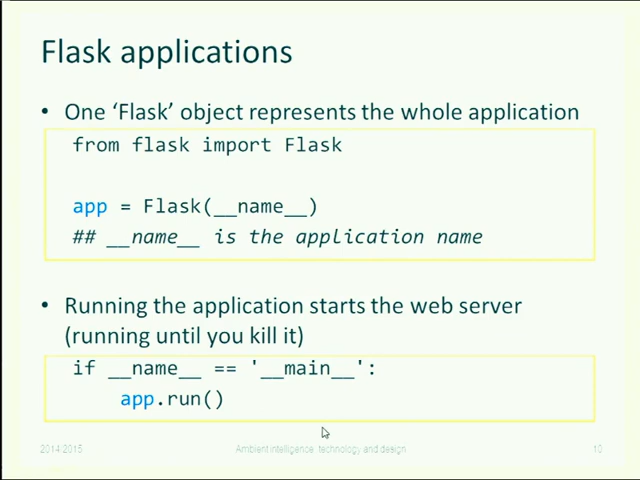 Flask applications
• One ‘Flask’ object represents the whole application
from flask import Flask
app = Flask(__name__)
## __name__ is the application name
• Running the application starts the web server
(running until you kill it)
if __name__ == '__main__':
app.run()
2014:2015
Ambient intelligence: technology and design
10